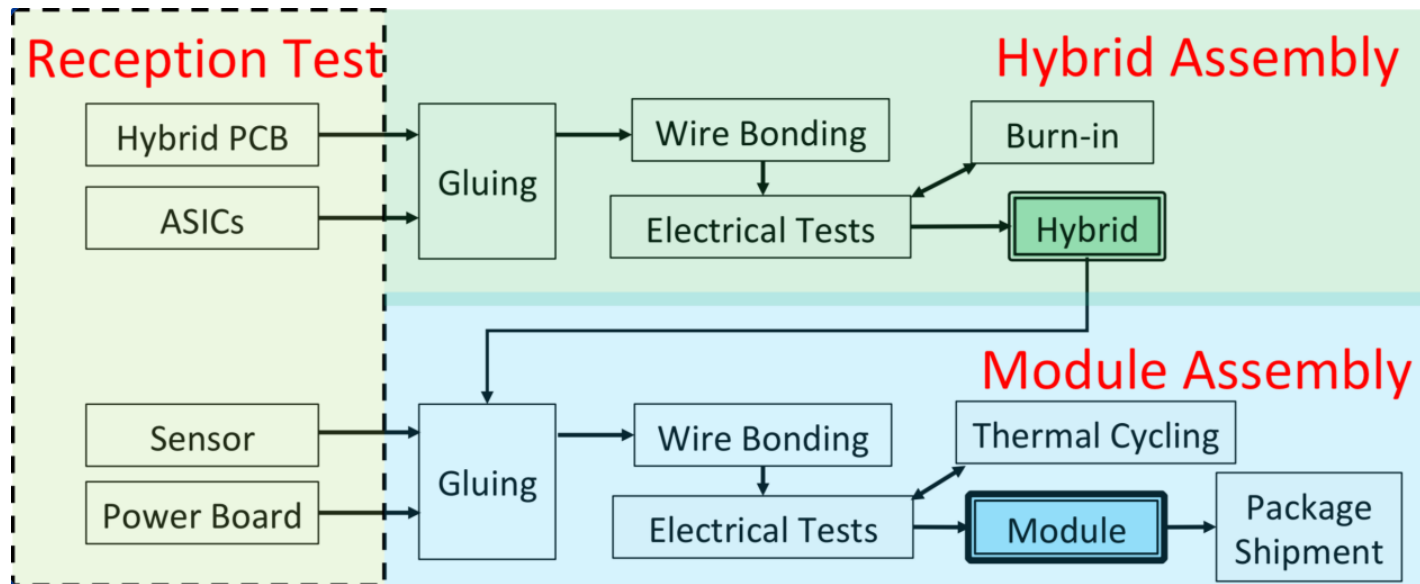 Reception Test
Hybrid Assembly
Hybrid PCB
ASICs
Gluing
Wire Bonding
Burn-in
Electrical Tests
Hybrid
Module Assembly
Sensor
Power Board
Gluing
Wire Bonding
Thermal Cycling
Electrical Tests
Module
Package
Shipment